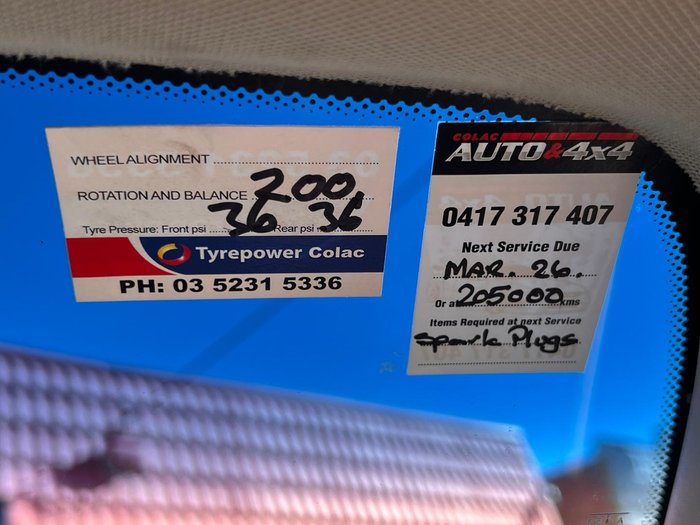 WHEEL ALIGNMENT
ROTATION AND BALANCE 200
Tyre Pressure: Front psi 36 Rear psi 36
Tyrepower Colac
PH: 03 5231 5336
COLAC
AUTO & 4x4
0417 317 407
Next Service Due
MAR. 26.
Or at 205000 kms
Items Required at next Service
Spark Plugs